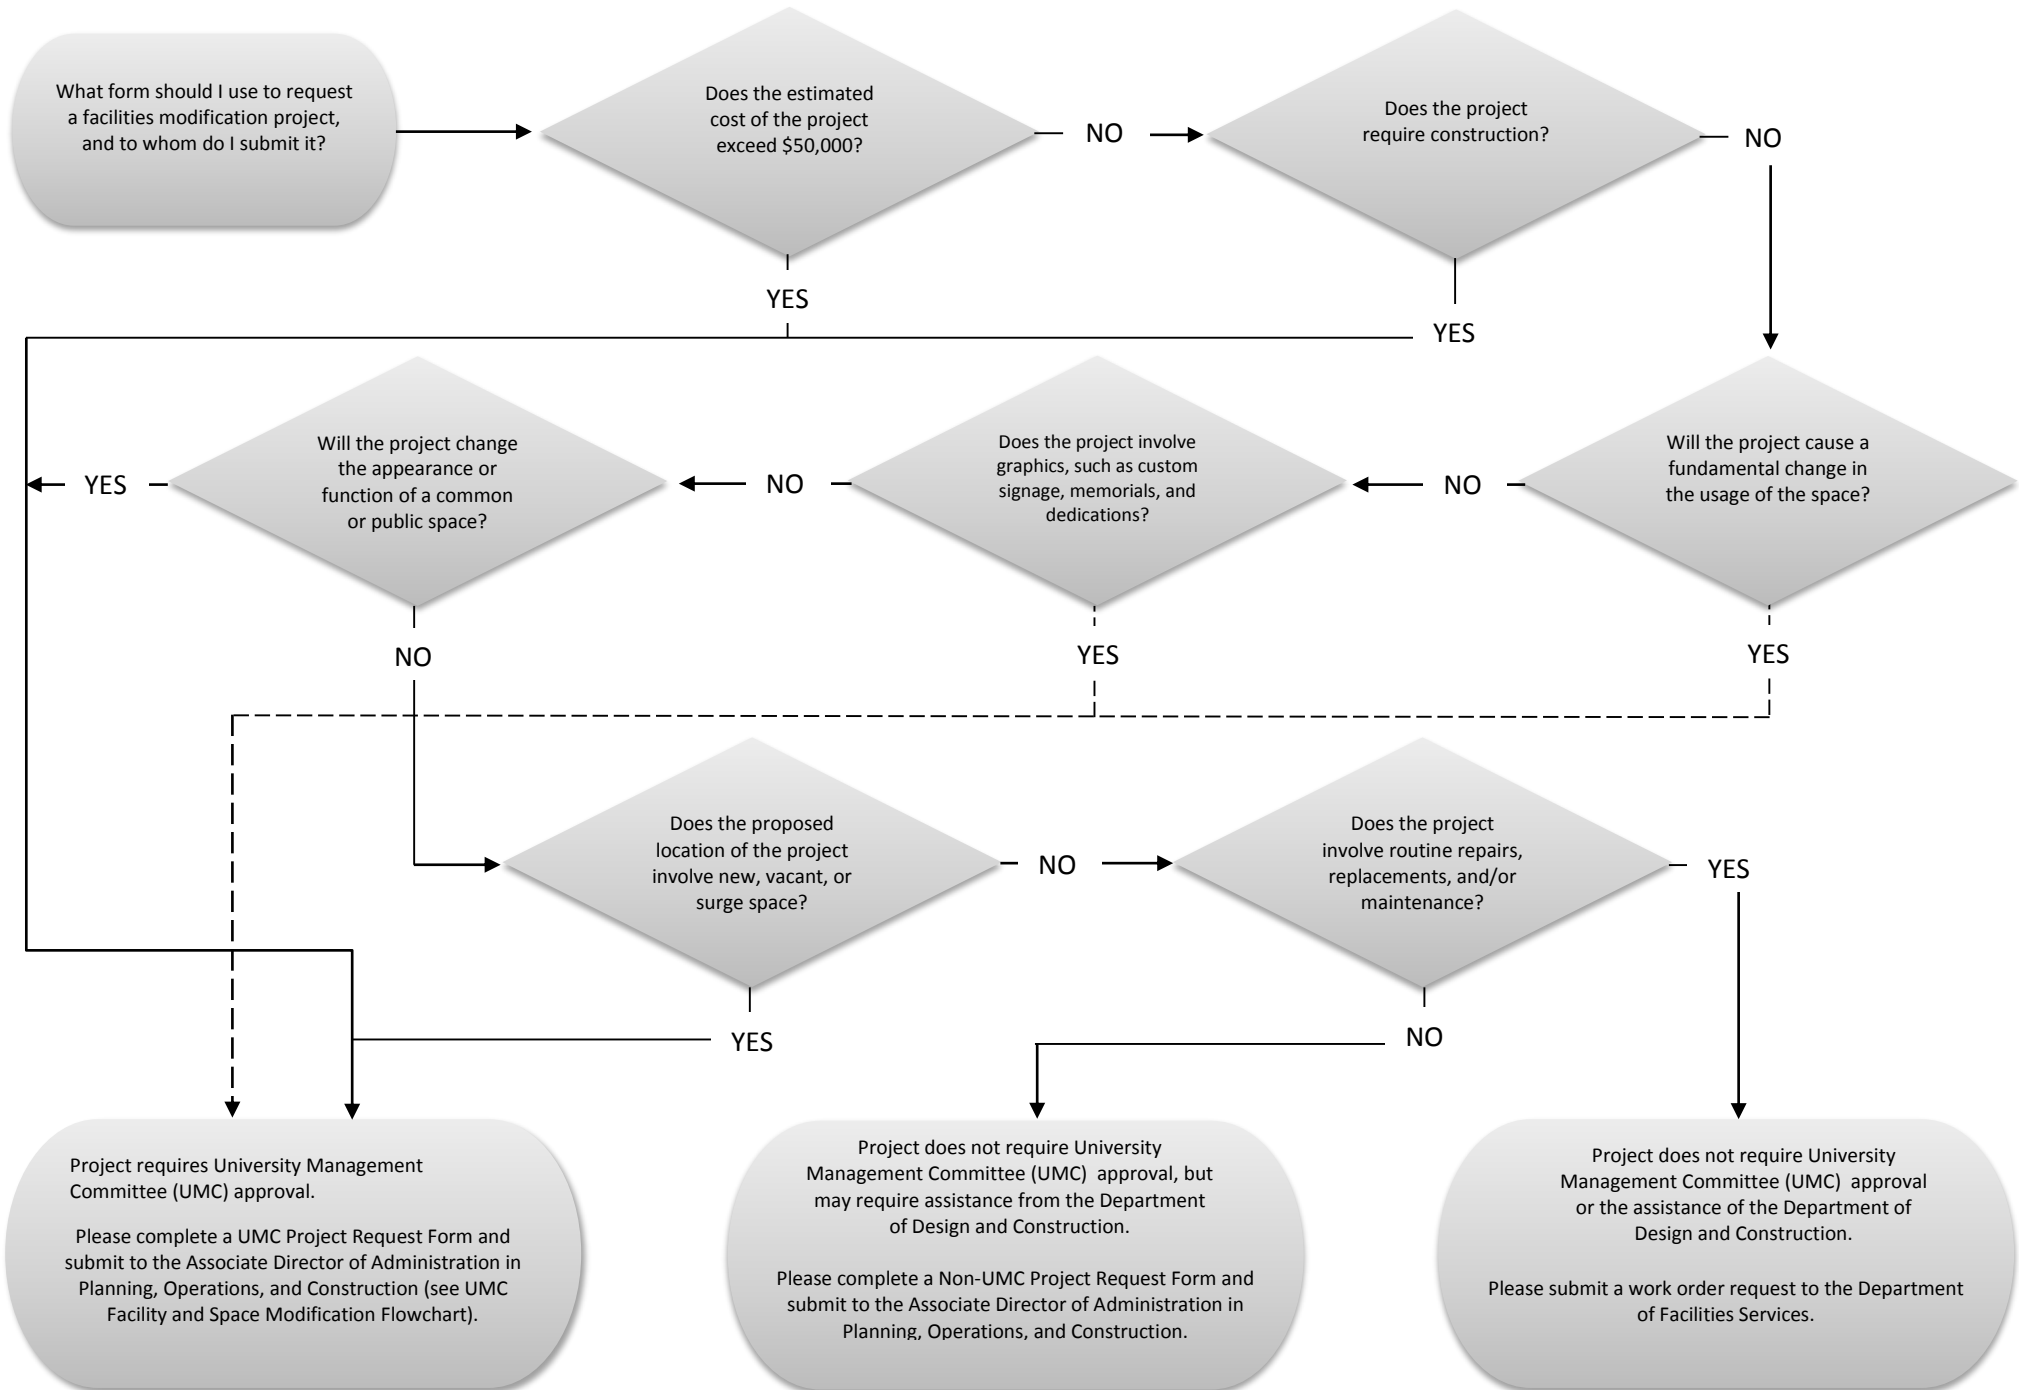 What form should I use to request
a facilities modification project,
and to whom do I submit it?
Does the estimated
cost of the project
exceed $50,000?
NO
Does the project
require construction?
NO
YES
YES
Will the project change
the appearance or
function of a common
or public space?
YES
NO
Does the project involve
graphics, such as custom
signage, memorials, and
dedications?
NO
Will the project cause a
fundamental change in
the usage of the space?
NO
YES
YES
Does the proposed
location of the project
involve new, vacant, or
surge space?
NO
Does the project
involve routine repairs,
replacements, and/or
maintenance?
YES
YES
NO
Project requires University Management
Committee (UMC) approval.
Please complete a UMC Project Request Form and
submit to the Associate Director of Administration in
Planning, Operations, and Construction (see UMC
Facility and Space Modification Flowchart).
Project does not require University
Management Committee (UMC) approval, but
may require assistance from the Department
of Design and Construction.
Please complete a Non-UMC Project Request Form and
submit to the Associate Director of Administration in
Planning, Operations, and Construction.
Project does not require University
Management Committee (UMC) approval
or the assistance of the Department of
Design and Construction.
Please submit a work order request to the Department
of Facilities Services.